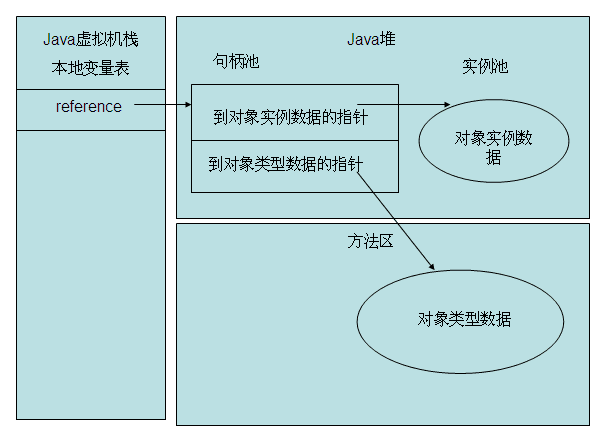 Java虚拟机栈
本地变量表
reference
Java堆
句柄池
实例池
到对象实例数据的指针
到对象类型数据的指针
对象实例数
据
方法区
对象类型数据